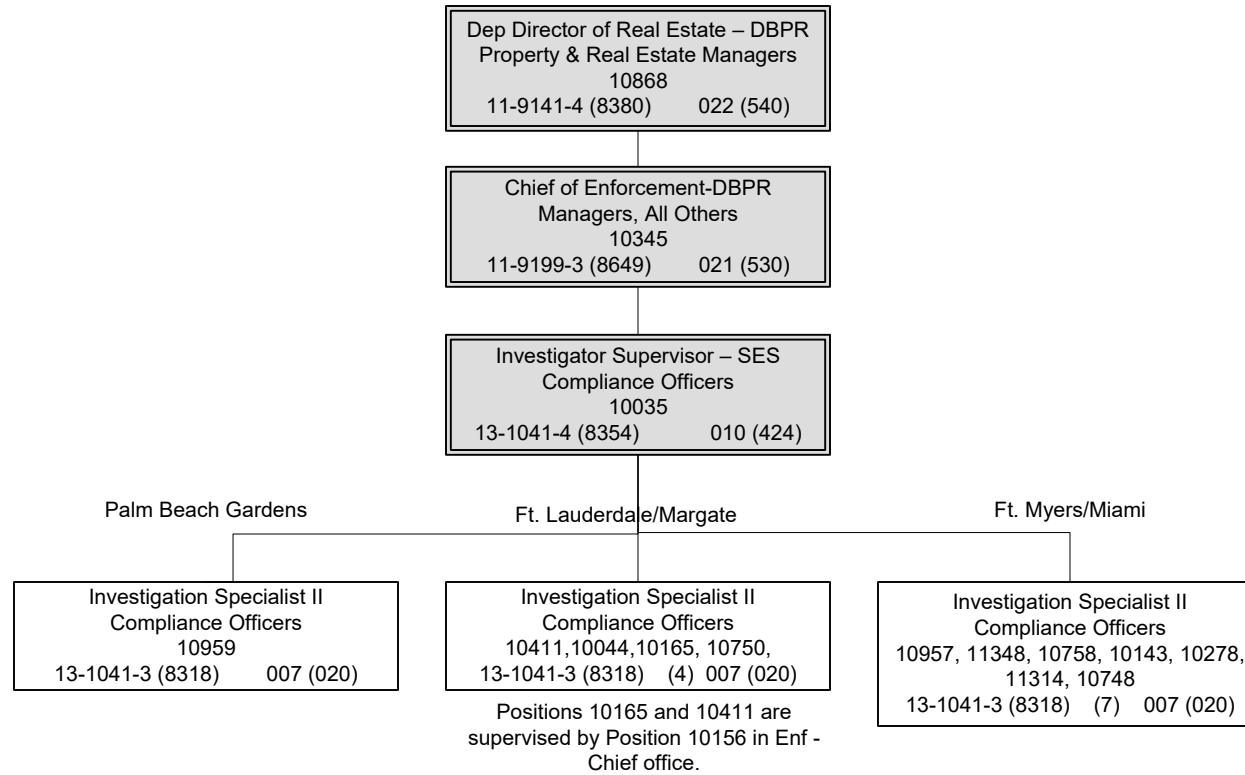 Dep Director of Real Estate – DBPR
Property & Real Estate Managers
10868
11-9141-4 (8380) 022 (540)
Chief of Enforcement-DBPR
Managers, All Others
10345
11-9199-3 (8649) 021 (530)
Investigator Supervisor – SES
Compliance Officers
10035
13-1041-4 (8354) 010 (424)
Palm Beach Gardens
Ft. Lauderdale/Margate
Ft. Myers/Miami
Investigation Specialist II
Compliance Officers
10959
13-1041-3 (8318) 007 (020)
Investigation Specialist II
Compliance Officers
10411,10044,10165, 10750,
13-1041-3 (8318) (4) 007 (020)
Positions 10165 and 10411 are
supervised by Position 10156 in Enf -
Chief office.
Investigation Specialist II
Compliance Officers
10957, 11348, 10758, 10143, 10278,
11314, 10748
13-1041-3 (8318) (7) 007 (020)